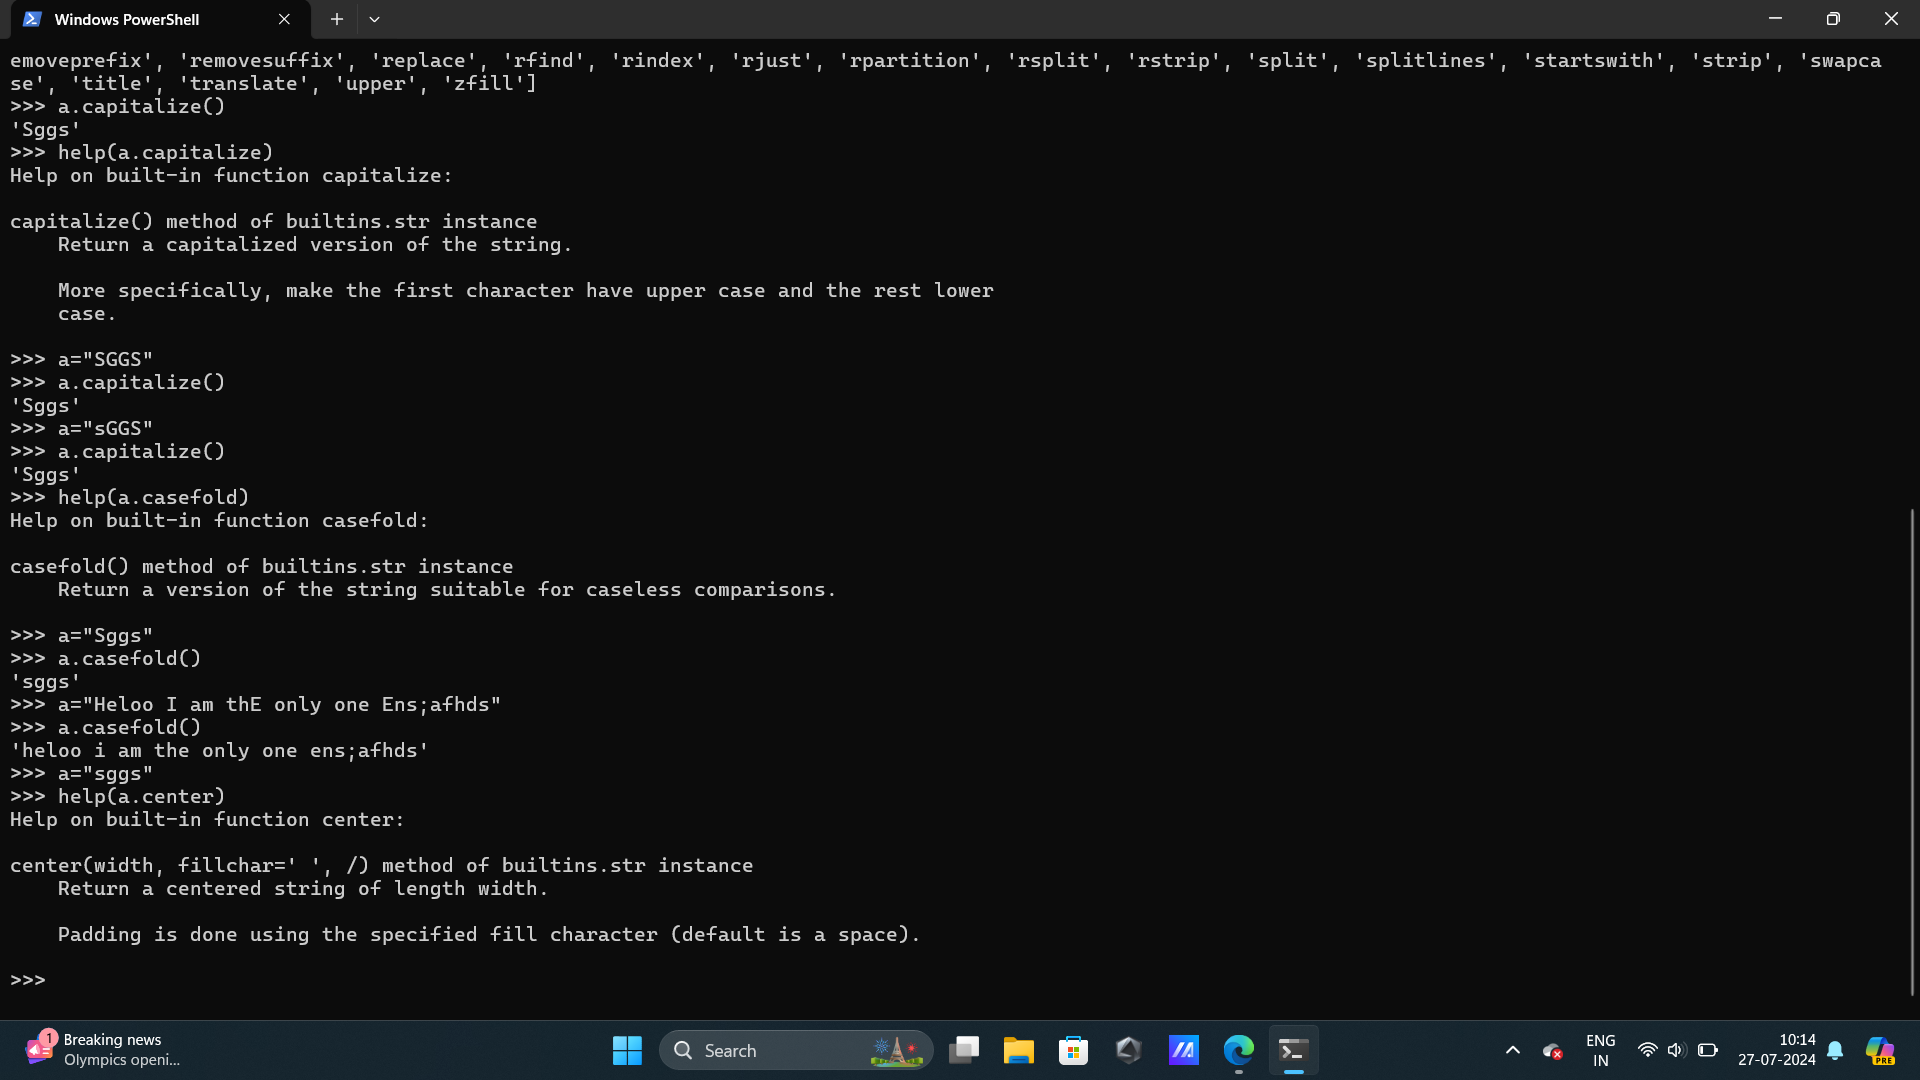 Windows PowerShell
emoveprefix', 'removesuffix', 'replace', 'rfind', 'rindex', 'rjust', 'rpartition', 'rsplit', 'rstrip', 'split', 'splitlines', 'startswith', 'strip', 'swapca
se', 'title', 'translate', 'upper', 'zfill']
>>> a.capitalize()
'Sggs'
>>> help(a.capitalize)
Help on built-in function capitalize:

capitalize() method of builtins.str instance
    Return a capitalized version of the string.

    More specifically, make the first character have upper case and the rest lower
    case.

>>> a="SGGS"
>>> a.capitalize()
'Sggs'
>>> a="sGGS"
>>> a.capitalize()
'Sggs'
>>> help(a.casefold)
Help on built-in function casefold:

casefold() method of builtins.str instance
    Return a version of the string suitable for caseless comparisons.

>>> a="Sggs"
>>> a.casefold()
'sggs'
>>> a="Heloo I am thE only one Ens;afhds"
>>> a.casefold()
'heloo i am the only one ens;afhds'
>>> a="sggs"
>>> help(a.center)
Help on built-in function center:

center(width, fillchar=' ', /) method of builtins.str instance
    Return a centered string of length width.

    Padding is done using the specified fill character (default is a space).

>>>
1
Breaking news
Olympics openi...
Search
ENG
IN
10:14
27-07-2024
PRE